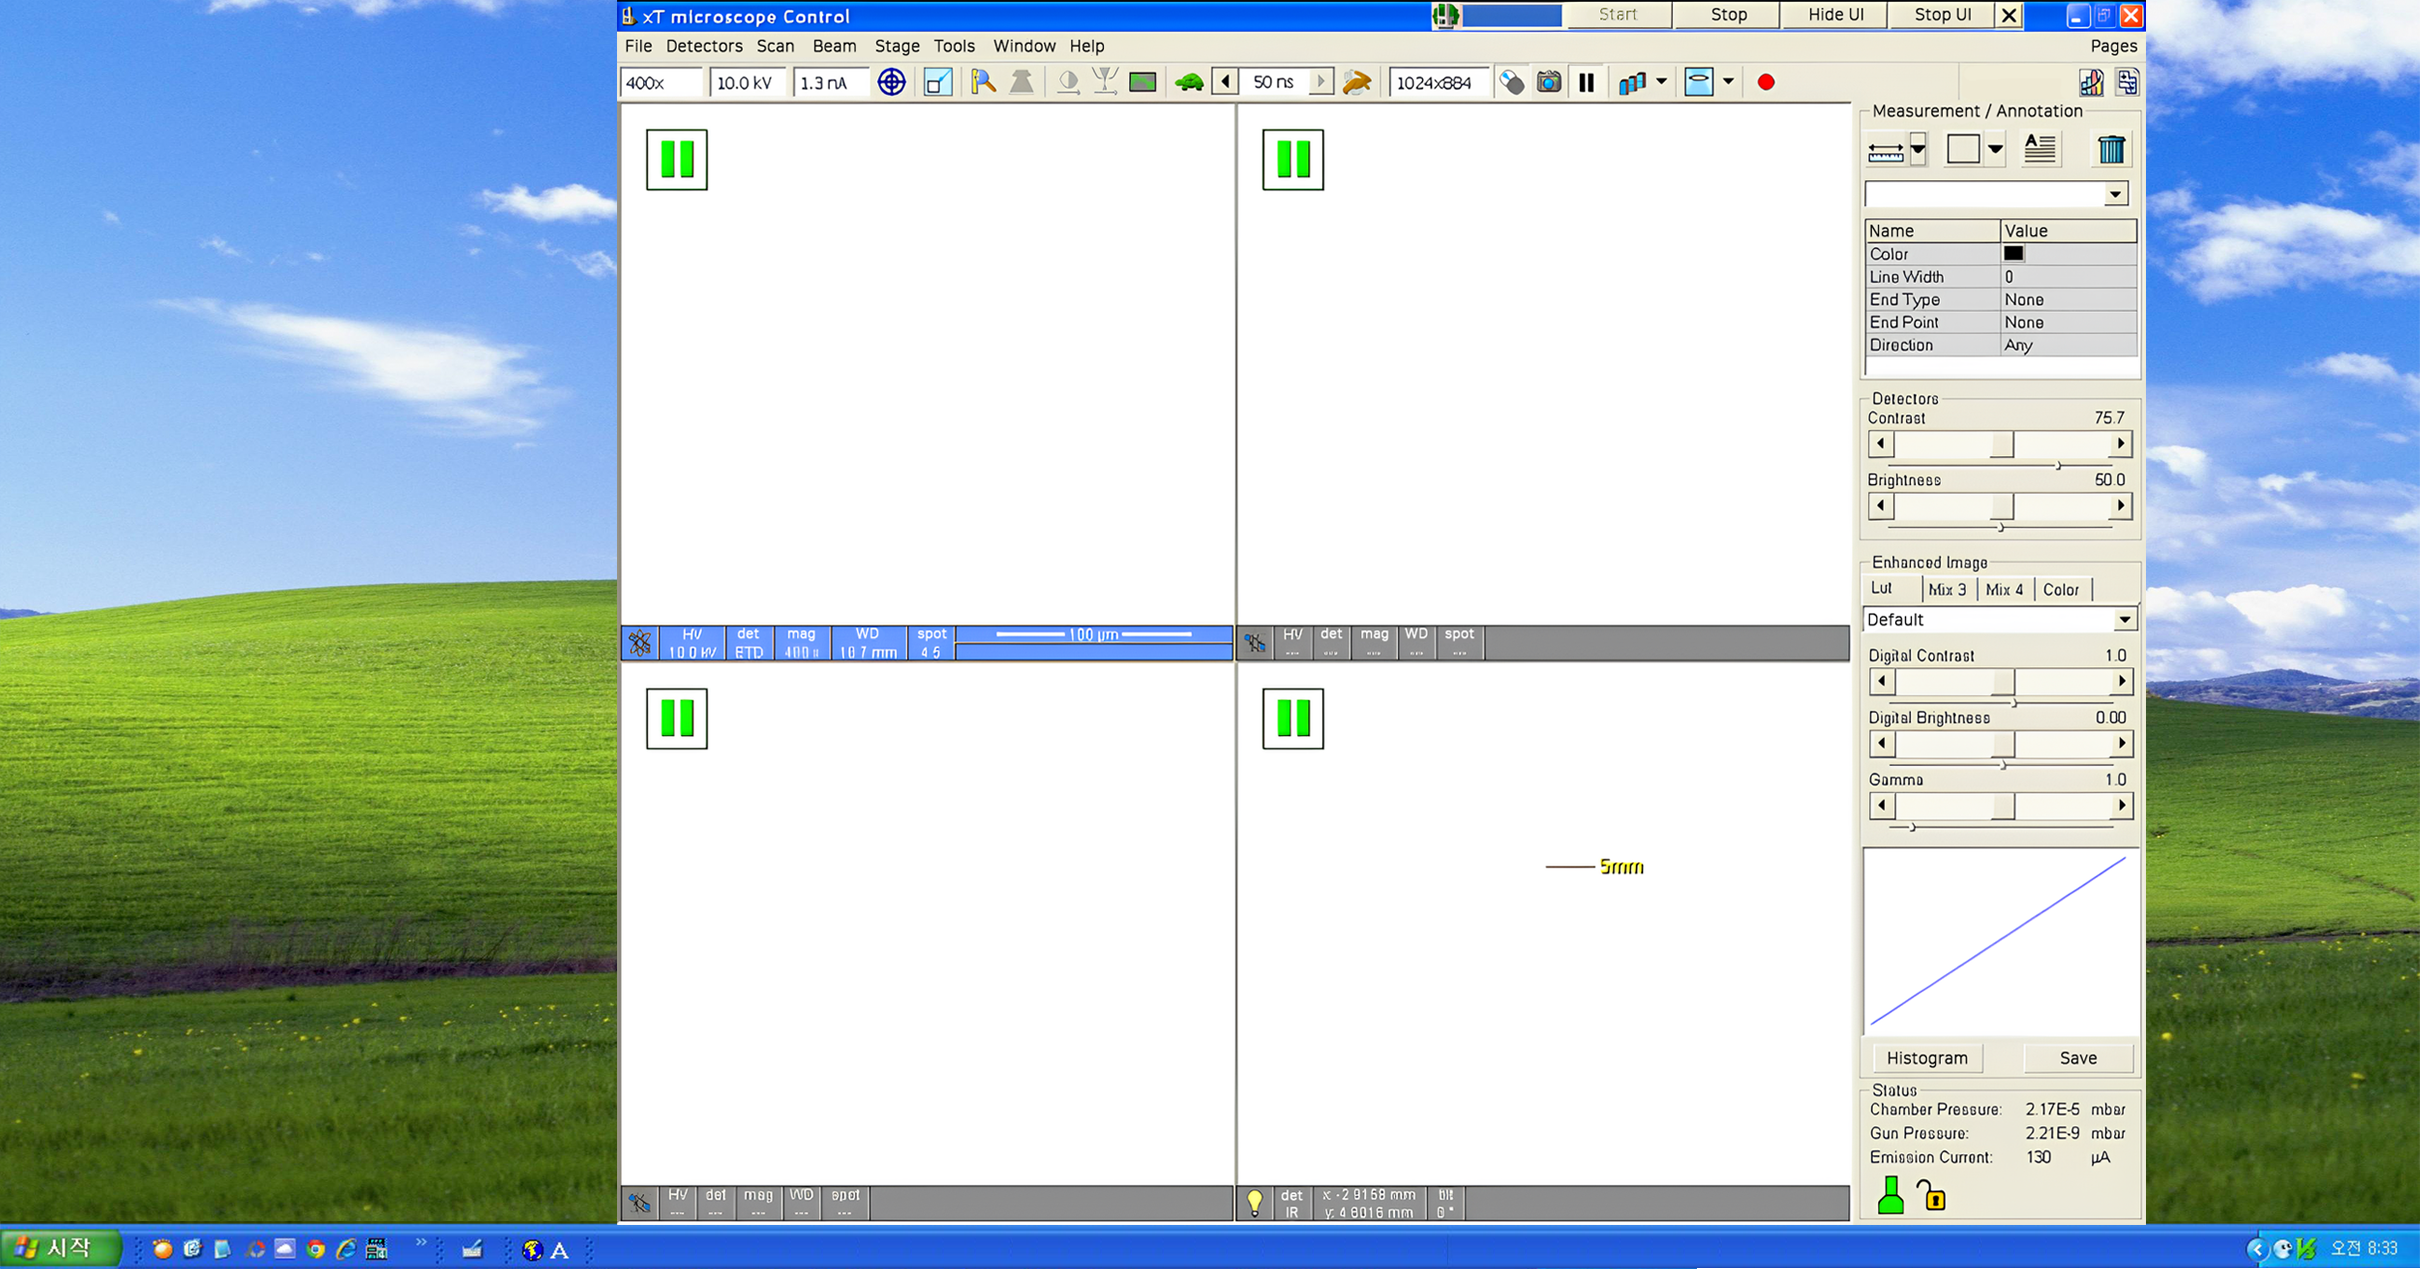 xT microscope Control
Start Stop Hide UI Stop UI
File Detectors Scan Beam Stage Tools Window Help Pages
400x 10.0 kV 1.3 nA 50 ns 1024x884
Measurement / Annotation
A
Name Value
Color
Line Width 0
End Type None
End Point None
Direction Any
Detectors
Contrast 75.7
Brightness 50.0
Enhanced Image
Lut Mix 3 Mix 4 Color
Default
Digital Contrast 1.0
Digital Brightness 0.00
Gamma 1.0
HV det mag WD spot 100 µm
10.0 kV ETD 400 x 10.7 mm 4.5
HV det mag WD spot
--- --- --- --- ---
5mm
Histogram Save
Status
Chamber Pressure: 2.17E-5 mbar
Gun Pressure: 2.21E-9 mbar
Emission Current: 130 µA
HV det mag WD spot
--- --- --- --- ---
det x: -2.9158 mm tilt
IR y: 4.8016 mm 0 °
시작 A 오전 8:33